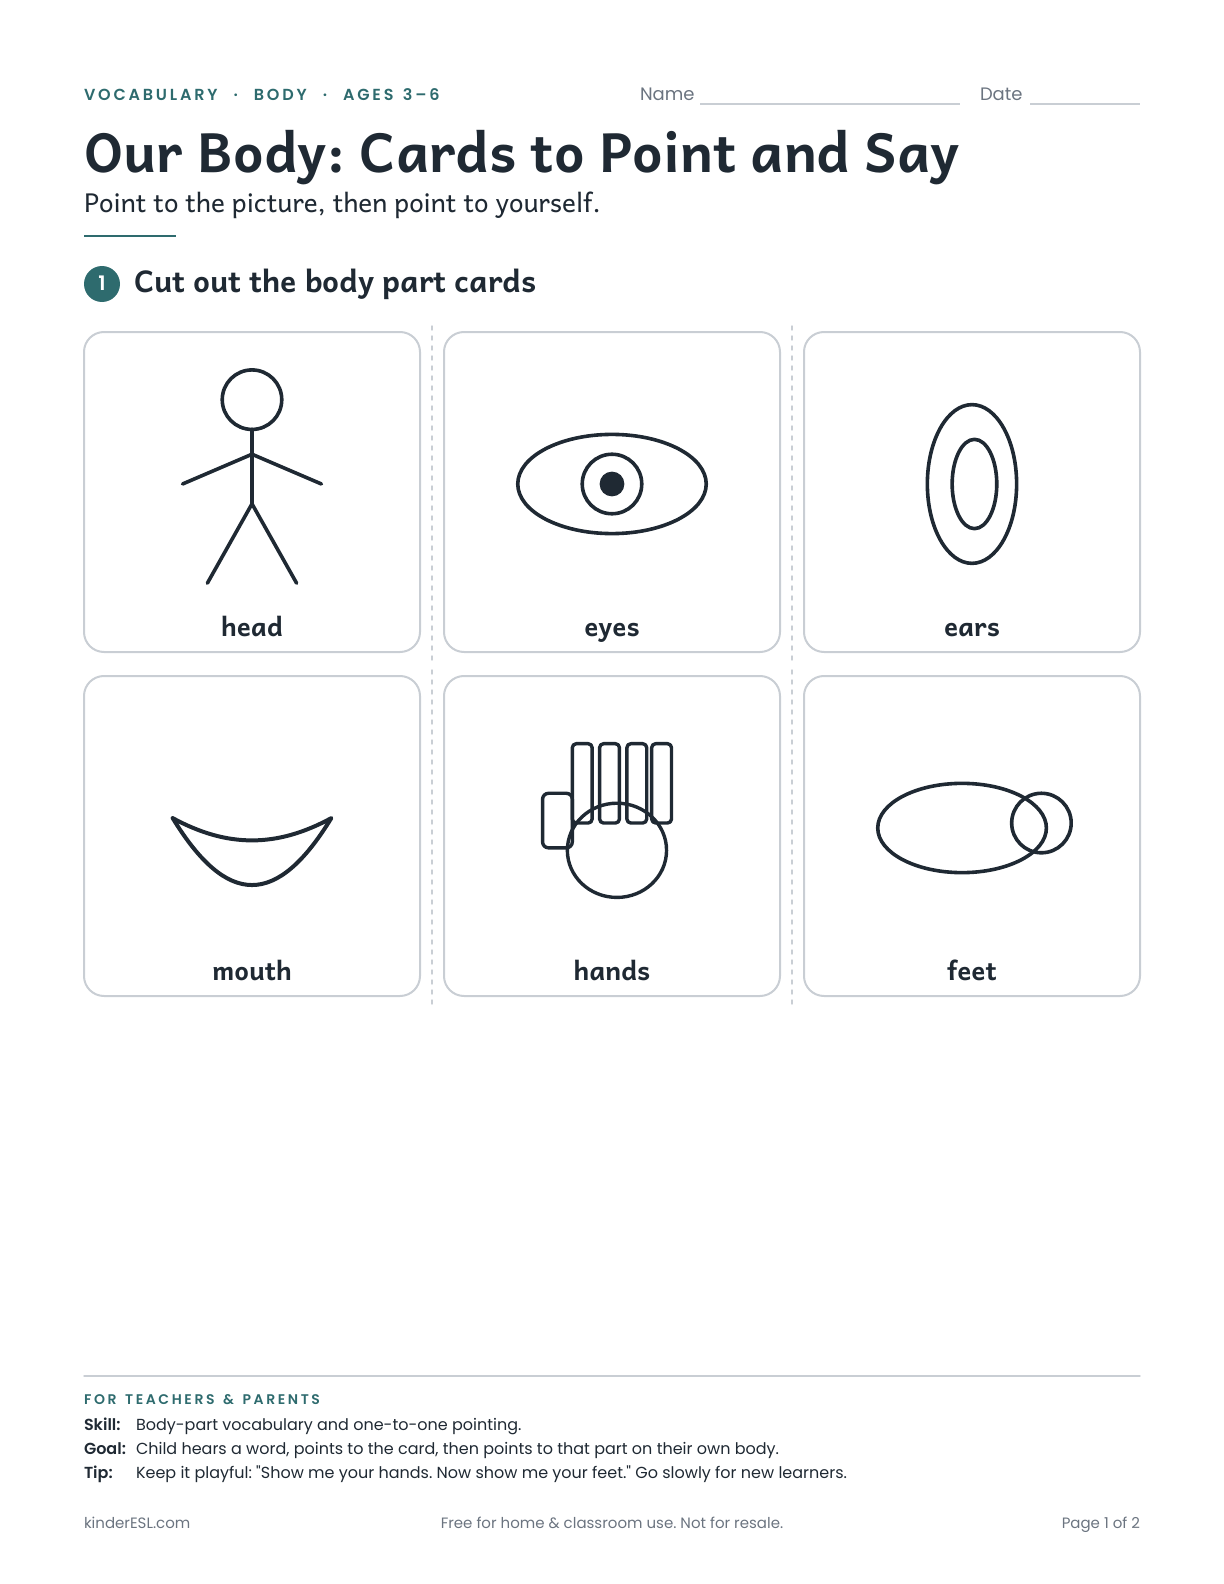 VOCABULARY · BODY · AGES 3–6
Name
Date
Our Body: Cards to Point and Say
Point to the picture, then point to yourself.
1 Cut out the body part cards
head
eyes
ears
mouth
hands
feet
FOR TEACHERS & PARENTS
Skill: Body-part vocabulary and one-to-one pointing.
Goal: Child hears a word, points to the card, then points to that part on their own body.
Tip: Keep it playful: "Show me your hands. Now show me your feet." Go slowly for new learners.
kinderESL.com
Free for home & classroom use. Not for resale.
Page 1 of 2